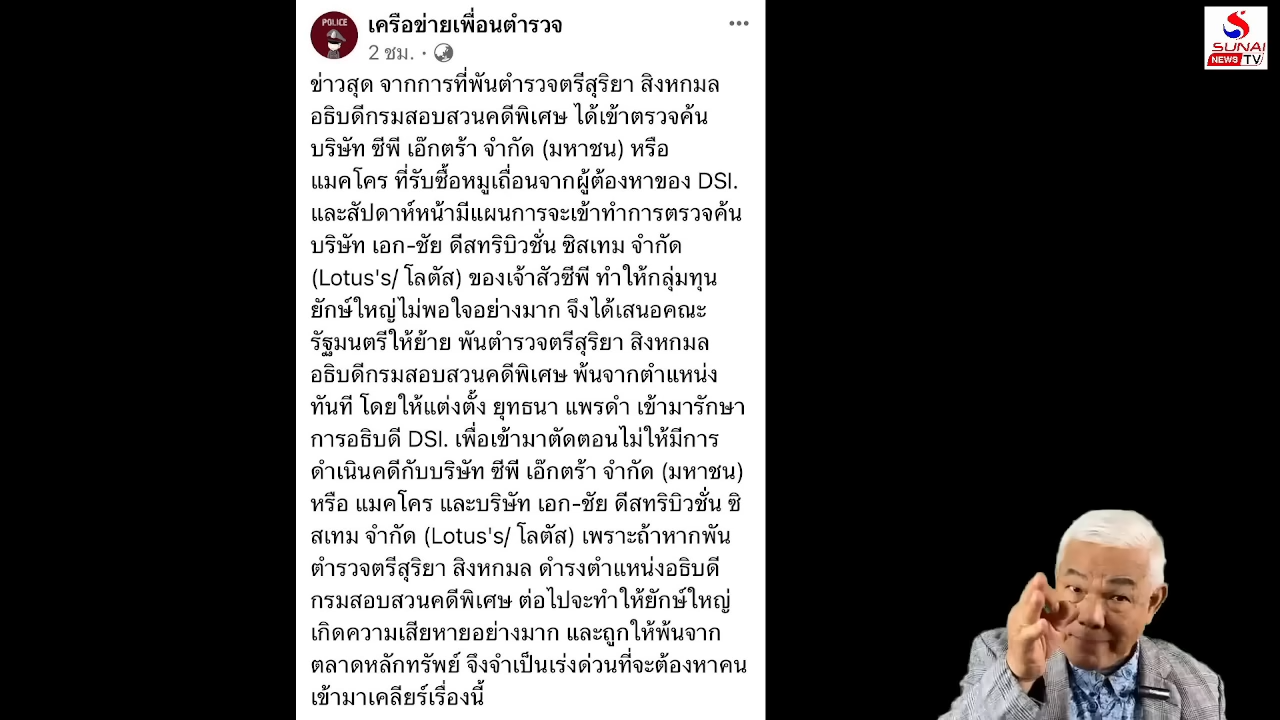 POLICE
เครือข่ายเพื่อนตำรวจ
2 ชม. ·
SUNAI
NEWS TV
ข่าวสุด จากการที่พันตำรวจตรีสุริยา สิงหกมล
อธิบดีกรมสอบสวนคดีพิเศษ ได้เข้าตรวจค้น
บริษัท ซีพี เอ๊กตร้า จำกัด (มหาชน) หรือ
แมคโคร ที่รับซื้อหมูเถื่อนจากผู้ต้องหาของ DSI.
และสัปดาห์หน้ามีแผนการจะเข้าทำการตรวจค้น
บริษัท เอก-ชัย ดีสทริบิวชั่น ซิสเทม จำกัด
(Lotus's/ โลตัส) ของเจ้าสัวซีพี ทำให้กลุ่มทุน
ยักษ์ใหญ่ไม่พอใจอย่างมาก จึงได้เสนอคณะ
รัฐมนตรีให้ย้าย พันตำรวจตรีสุริยา สิงหกมล
อธิบดีกรมสอบสวนคดีพิเศษ พ้นจากตำแหน่ง
ทันที โดยให้แต่งตั้ง ยุทธนา แพรดำ เข้ามารักษา
การอธิบดี DSI. เพื่อเข้ามาตัดตอนไม่ให้มีการ
ดำเนินคดีกับบริษัท ซีพี เอ๊กตร้า จำกัด (มหาชน)
หรือ แมคโคร และบริษัท เอก-ชัย ดีสทริบิวชั่น ซิ
สเทม จำกัด (Lotus's/ โลตัส) เพราะถ้าหากพัน
ตำรวจตรีสุริยา สิงหกมล ดำรงตำแหน่งอธิบดี
กรมสอบสวนคดีพิเศษ ต่อไปจะทำให้ยักษ์ใหญ่
เกิดความเสียหายอย่างมาก และถูกให้พ้นจาก
ตลาดหลักทรัพย์ จึงจำเป็นเร่งด่วนที่จะต้องหาคน
เข้ามาเคลียร์เรื่องนี้